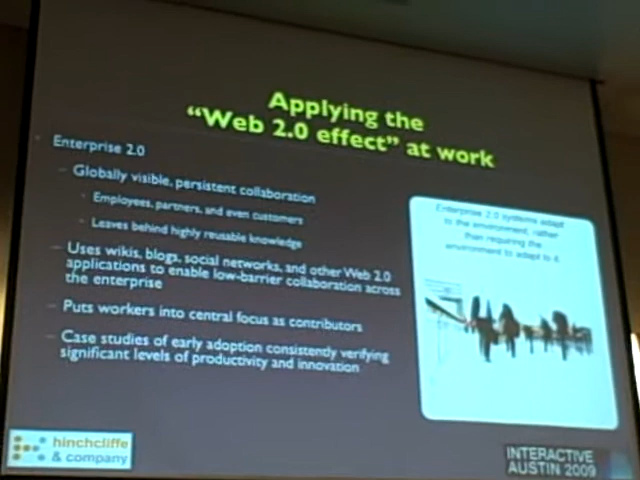 Applying the
“Web 2.0 effect” at work
Enterprise 2.0
– Globally visible, persistent collaboration
Employees, partners, and even customers
Leaves behind highly reusable knowledge
– Uses wikis, blogs, social networks, and other Web 2.0
applications to enable low-barrier collaboration across
the enterprise
– Puts workers into central focus as contributors
– Case studies of early adoption consistently verifying
significant levels of productivity and innovation
Enterprise 2.0 systems adapt
to the environment, rather
than requiring the
environment to adapt to it.
hinchcliffe
& company
INTERACTIVE
AUSTIN 2009